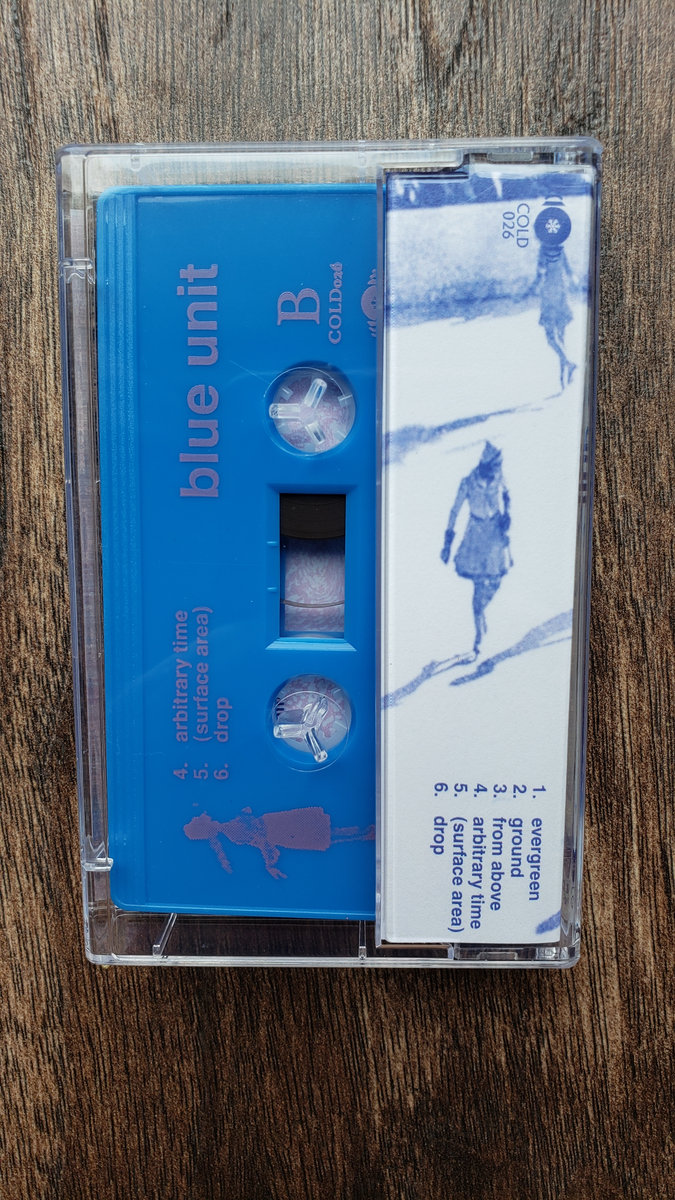 blue unit
B
COLD026
4. arbitrary time
5. (surface area)
6. drop
COLD
026
1. evergreen
2. ground
3. from above
4. arbitrary time
5. (surface area)
6. drop